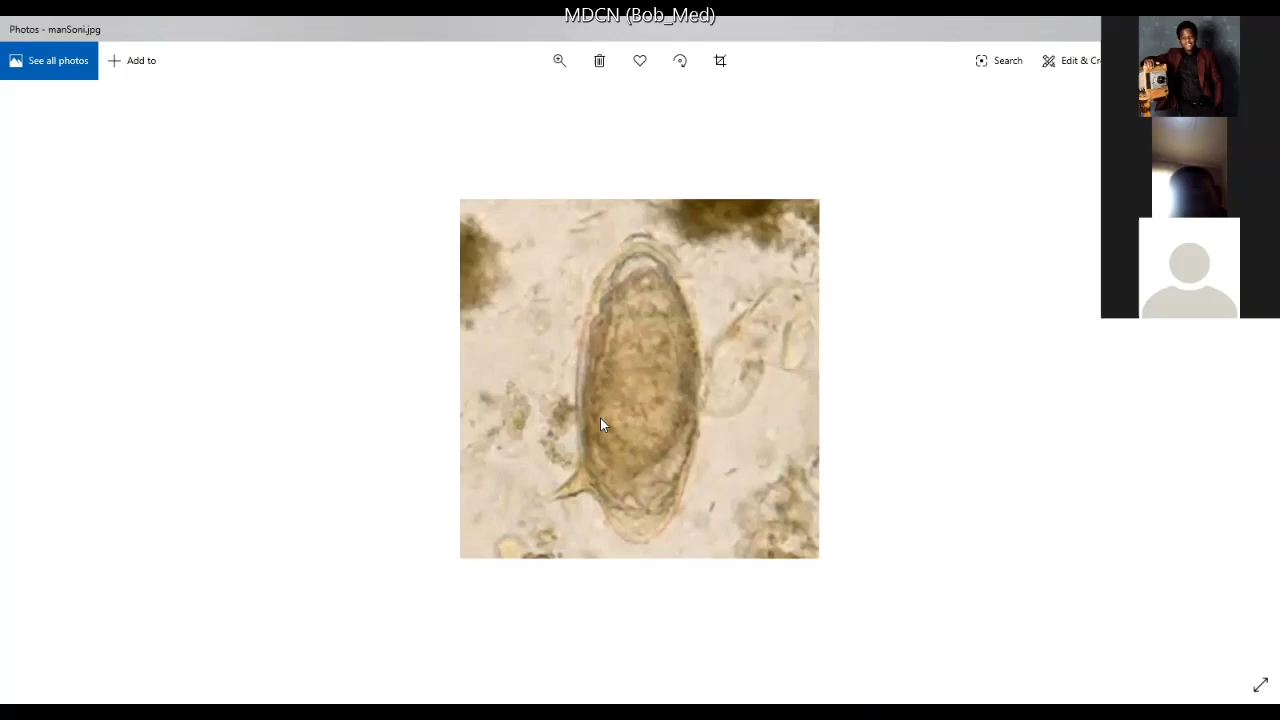 MDCN (Bob_Med)
Photos - manSoni.jpg
See all photos
Add to
Search
Edit & Cr